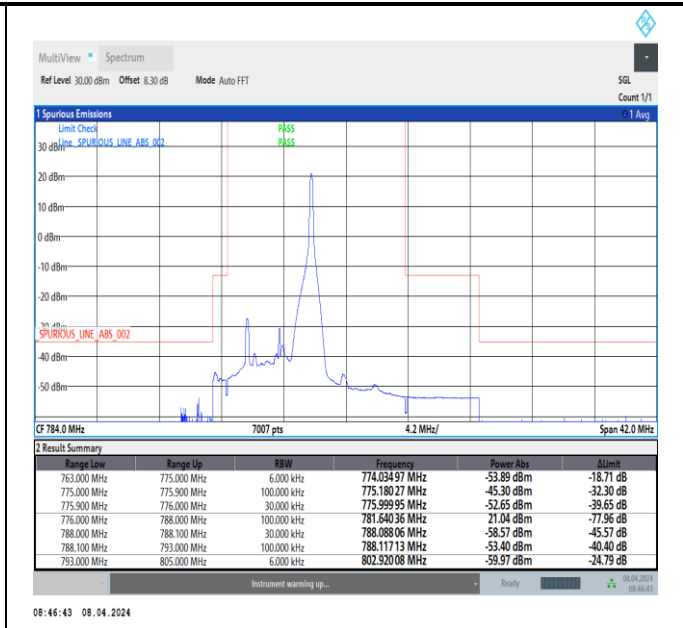 MultiView Spectrum
Ref Level 30.00 dBm Offset 8.30 dB Mode Auto FFT SGL
Count 1/1
1 Spurious Emissions 1 Avg
Limit Check PASS
Line _SPURIOUS_LINE_ABS_002 PASS
30 dBm
20 dBm
10 dBm
0 dBm
-10 dBm
-20 dBm
-30 dBm
SPURIOUS_LINE_ABS_002
-40 dBm
-50 dBm
CF 784.0 MHz 7007 pts 4.2 MHz/ Span 42.0 MHz
2 Result Summary
Range Low Range Up RBW Frequency Power Abs ΔLimit
763.000 MHz 775.000 MHz 6.000 kHz 774.03497 MHz -53.89 dBm -18.71 dB
775.000 MHz 775.900 MHz 100.000 kHz 775.18027 MHz -45.30 dBm -32.30 dB
775.900 MHz 776.000 MHz 30.000 kHz 775.99995 MHz -52.65 dBm -39.65 dB
776.000 MHz 788.000 MHz 100.000 kHz 781.64036 MHz 21.04 dBm -77.96 dB
788.000 MHz 788.100 MHz 30.000 kHz 788.08806 MHz -58.57 dBm -45.57 dB
788.100 MHz 793.000 MHz 100.000 kHz 788.11713 MHz -53.40 dBm -40.40 dB
793.000 MHz 805.000 MHz 6.000 kHz 802.92008 MHz -59.97 dBm -24.79 dB
Instrument warming up... Ready 08.04.2024
08:46:43
08:46:43 08.04.2024